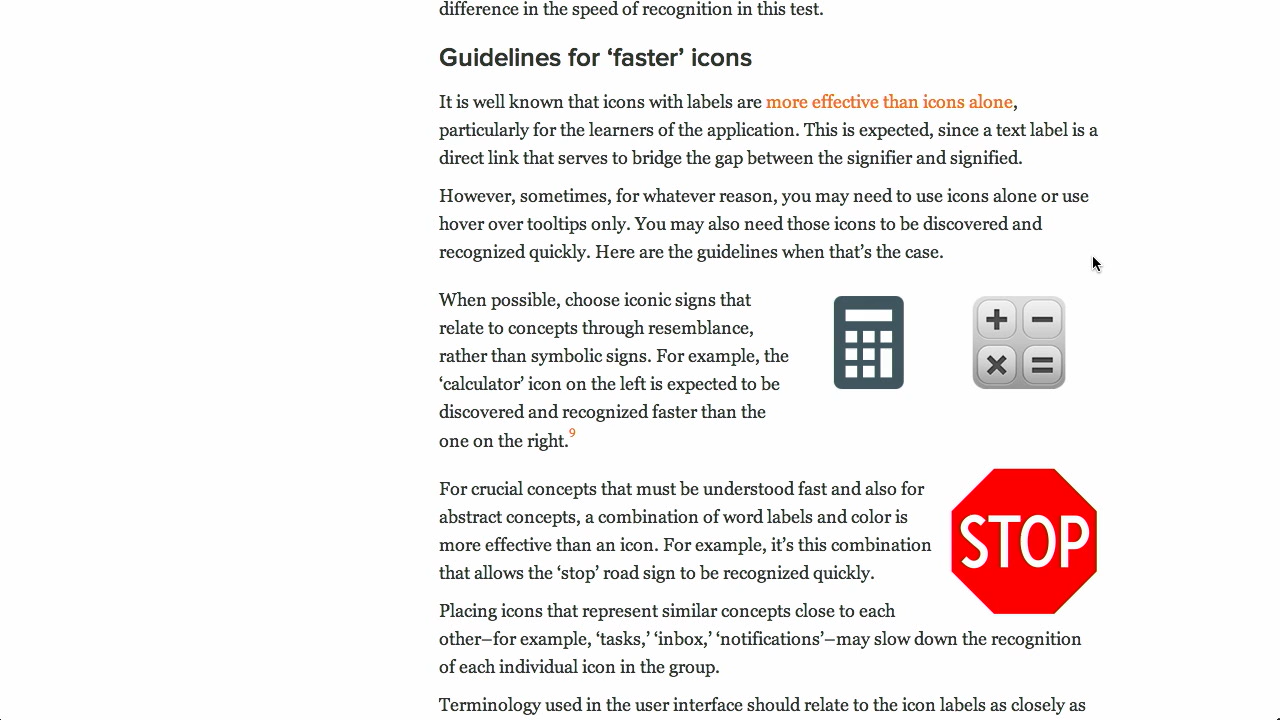 difference in the speed of recognition in this test.
Guidelines for ‘faster’ icons
It is well known that icons with labels are more effective than icons alone,
particularly for the learners of the application. This is expected, since a text label is a
direct link that serves to bridge the gap between the signifier and signified.
However, sometimes, for whatever reason, you may need to use icons alone or use
hover over tooltips only. You may also need those icons to be discovered and
recognized quickly. Here are the guidelines when that’s the case.
When possible, choose iconic signs that
relate to concepts through resemblance,
rather than symbolic signs. For example, the
‘calculator’ icon on the left is expected to be
discovered and recognized faster than the
one on the right.9
+ −
× =
For crucial concepts that must be understood fast and also for
abstract concepts, a combination of word labels and color is
more effective than an icon. For example, it’s this combination
that allows the ‘stop’ road sign to be recognized quickly.
STOP
Placing icons that represent similar concepts close to each
other–for example, ‘tasks,’ ‘inbox,’ ‘notifications’–may slow down the recognition
of each individual icon in the group.
Terminology used in the user interface should relate to the icon labels as closely as